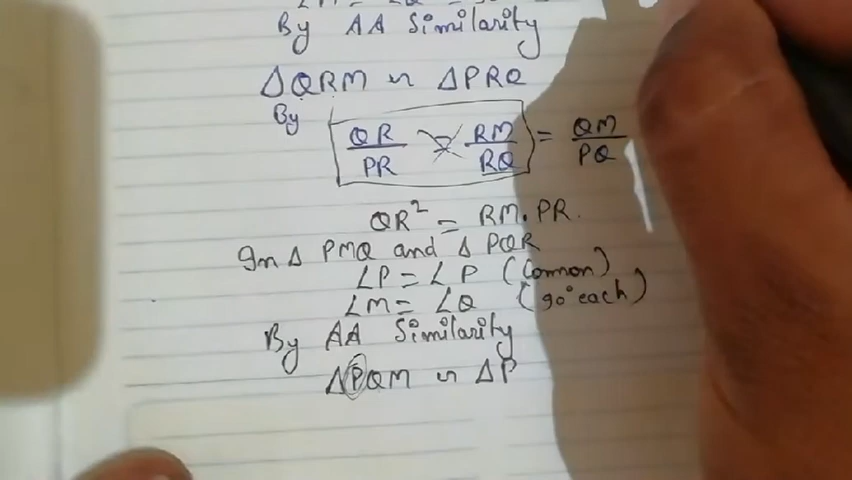 By AA Similarity
ΔQRM ~ ΔPRQ
By
QR/PR = RM/RQ = QM/PQ
QR² = RM.PR.
In Δ PMQ and Δ PQR
∠P = ∠P (Common)
∠M = ∠Q (90° each)
By AA Similarity
ΔPQM ~ ΔP